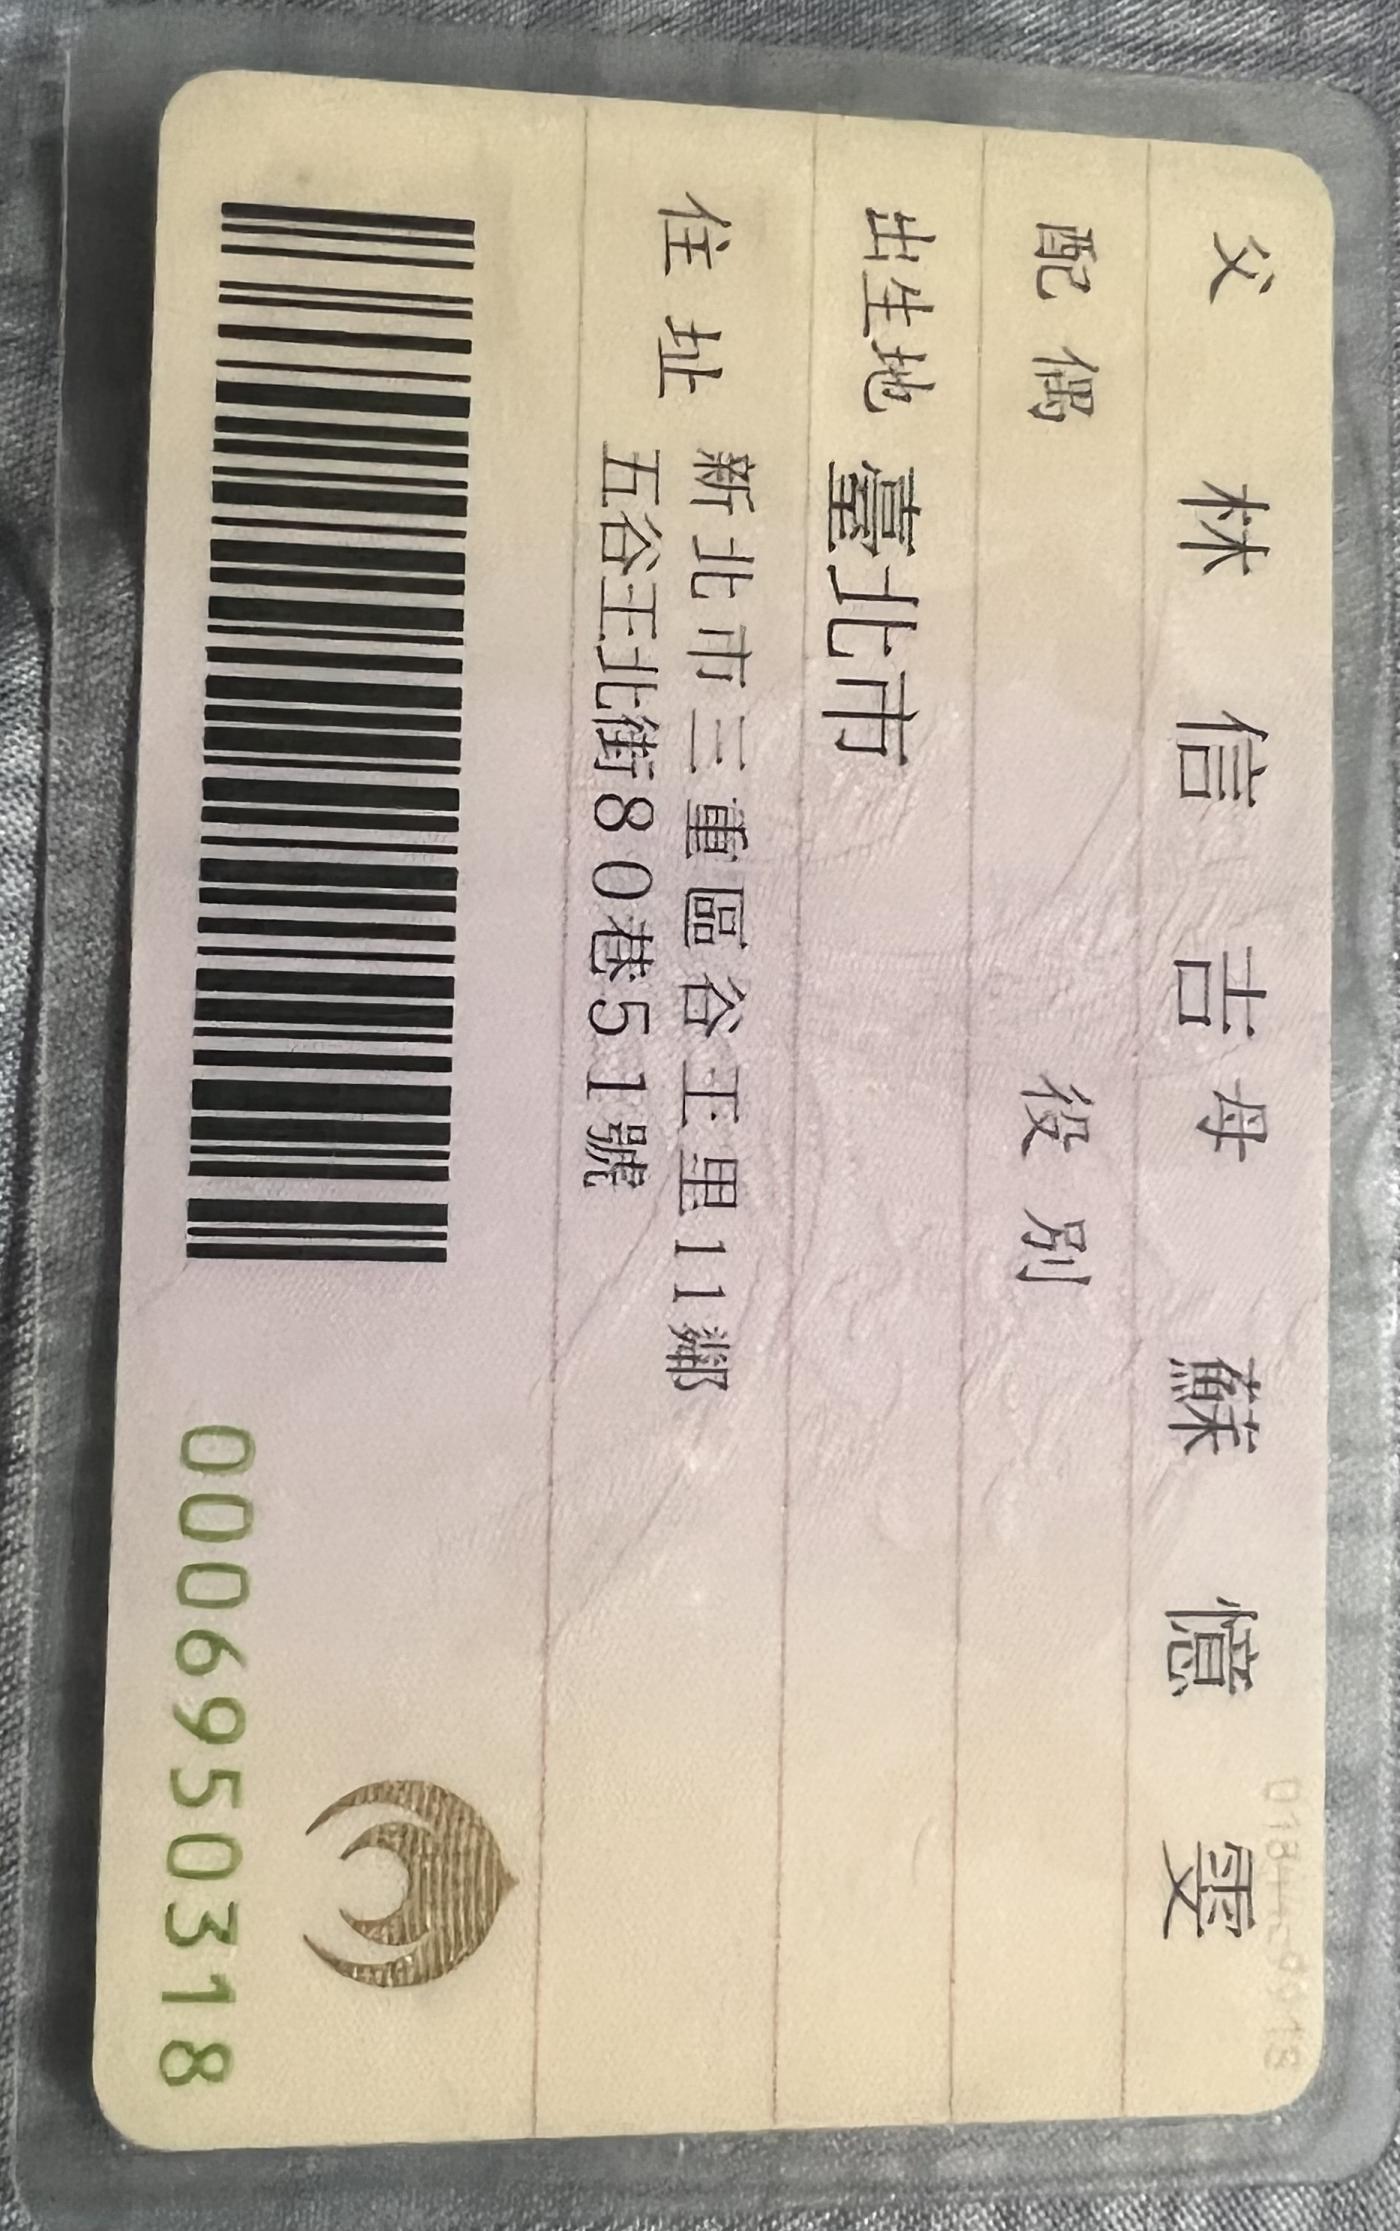 父 林信吉 母 蘇憶雯
配偶 役別
出生地 臺北市
住址 新北市三重區谷王里11鄰
五谷王北街80巷51號
0006950318